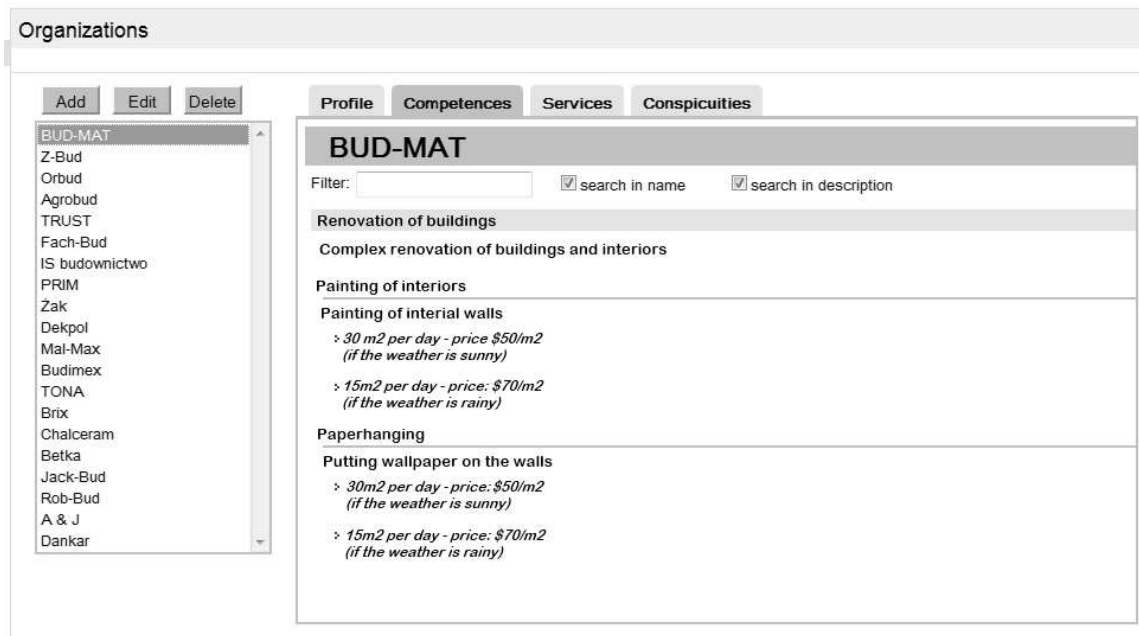 Organizations
Add Edit Delete
BUD-MAT
Z-Bud
Orbud
Agrobud
TRUST
Fach-Bud
IS budownictwo
PRIM
Żak
Dekpol
Mal-Max
Budimex
TONA
Brix
Chalceram
Betka
Jack-Bud
Rob-Bud
A & J
Dankar
Profile Competences Services Conspicuities
BUD-MAT
Filter: search in name search in description
Renovation of buildings
Complex renovation of buildings and interiors
Painting of interiors
Painting of interial walls
30 m2 per day - price $50/m2
(if the weather is sunny)
15m2 per day - price: $70/m2
(if the weather is rainy)
Paperhanging
Putting wallpaper on the walls
30m2 per day - price: $50/m2
(if the weather is sunny)
15m2 per day - price: $70/m2
(if the weather is rainy)